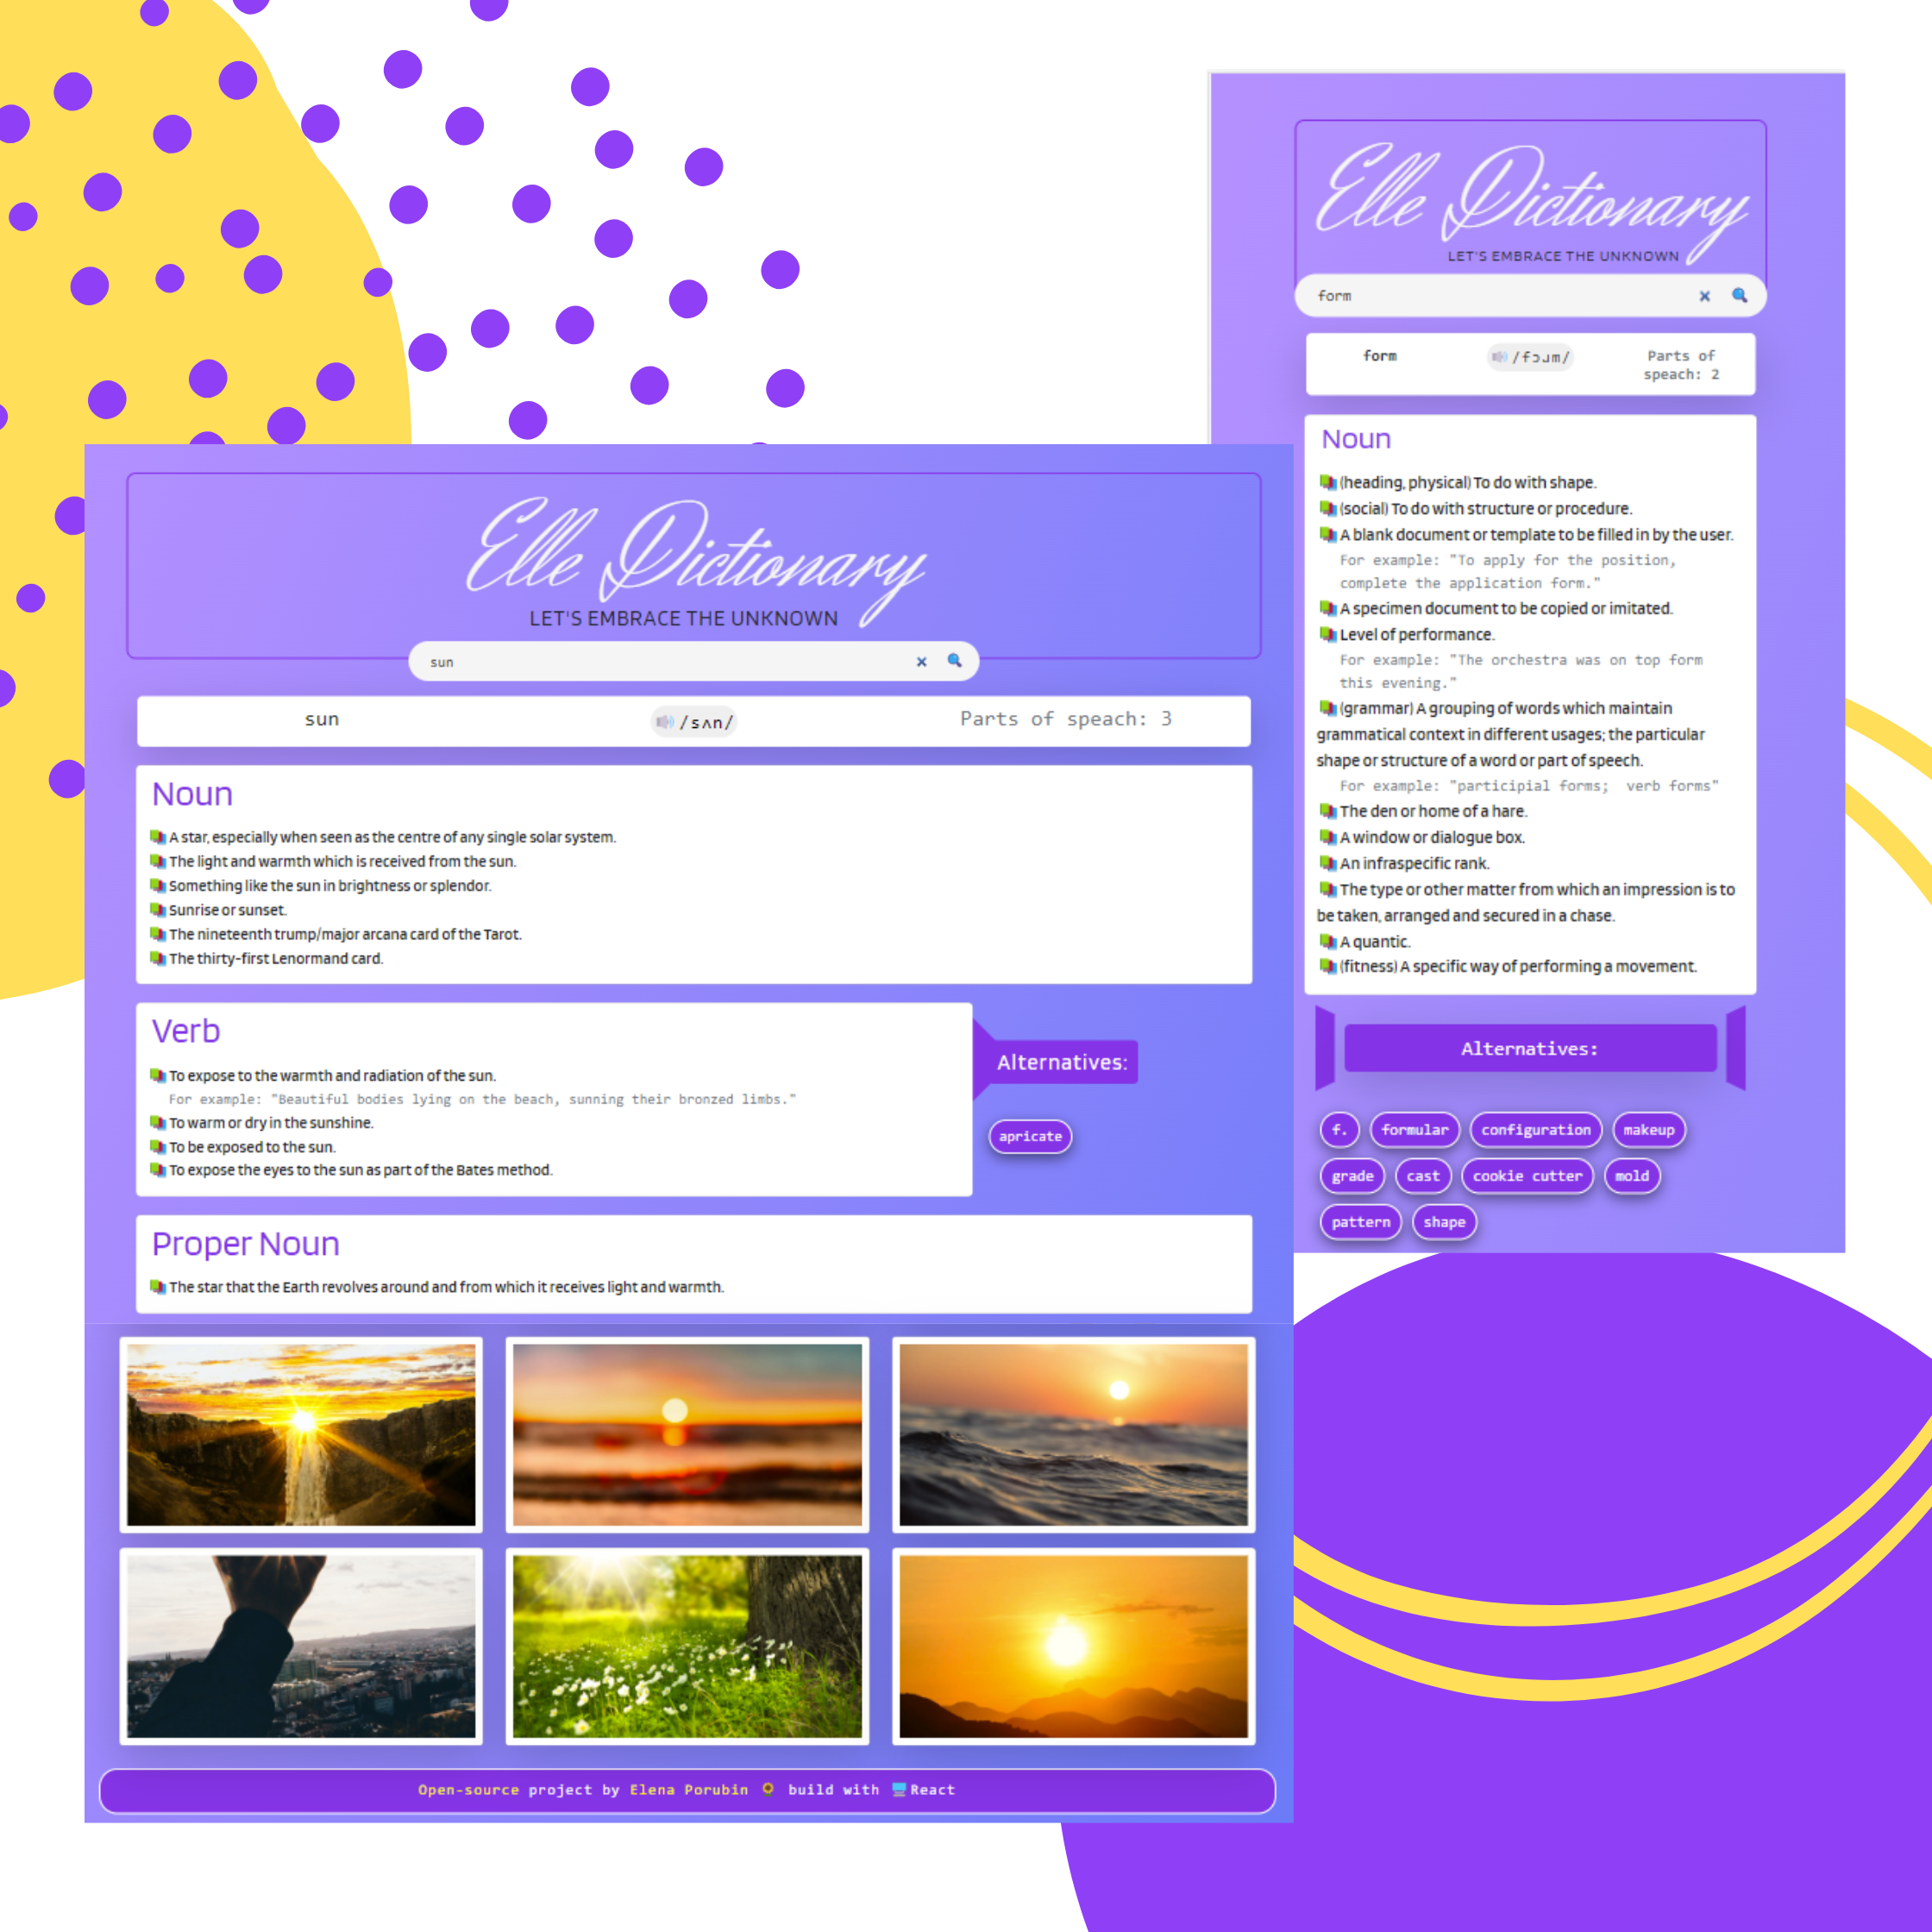 Elle Dictionary
LET'S EMBRACE THE UNKNOWN
sun
sun
/sʌn/
Parts of speach: 3
Noun
A star, especially when seen as the centre of any single solar system.
The light and warmth which is received from the sun.
Something like the sun in brightness or splendor.
Sunrise or sunset.
The nineteenth trump/major arcana card of the Tarot.
The thirty-first Lenormand card.
Verb
To expose to the warmth and radiation of the sun.
For example: "Beautiful bodies lying on the beach, sunning their bronzed limbs."
To warm or dry in the sunshine.
To be exposed to the sun.
To expose the eyes to the sun as part of the Bates method.
Alternatives:
apricate
Proper Noun
The star that the Earth revolves around and from which it receives light and warmth.
Open-source project by Elena Porubin build with React
Elle Dictionary
LET'S EMBRACE THE UNKNOWN
form
form
/fɔɹm/
Parts of
speach: 2
Noun
(heading, physical) To do with shape.
(social) To do with structure or procedure.
A blank document or template to be filled in by the user.
For example: "To apply for the position,
complete the application form."
A specimen document to be copied or imitated.
Level of performance.
For example: "The orchestra was on top form
this evening."
(grammar) A grouping of words which maintain
grammatical context in different usages; the particular
shape or structure of a word or part of speech.
For example: "participial forms; verb forms"
The den or home of a hare.
A window or dialogue box.
An infraspecific rank.
The type or other matter from which an impression is to
be taken, arranged and secured in a chase.
A quantic.
(fitness) A specific way of performing a movement.
Alternatives:
f. formular configuration makeup
grade cast cookie cutter mold
pattern shape